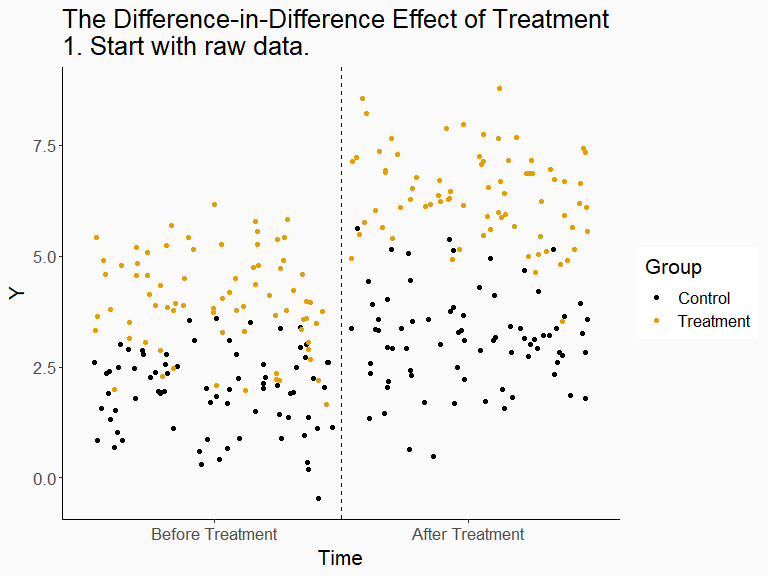 The Difference-in-Difference Effect of Treatment
1. Start with raw data.
7.5
5.0
2.5
0.0
Y
Before Treatment
After Treatment
Time
Group
Control
Treatment